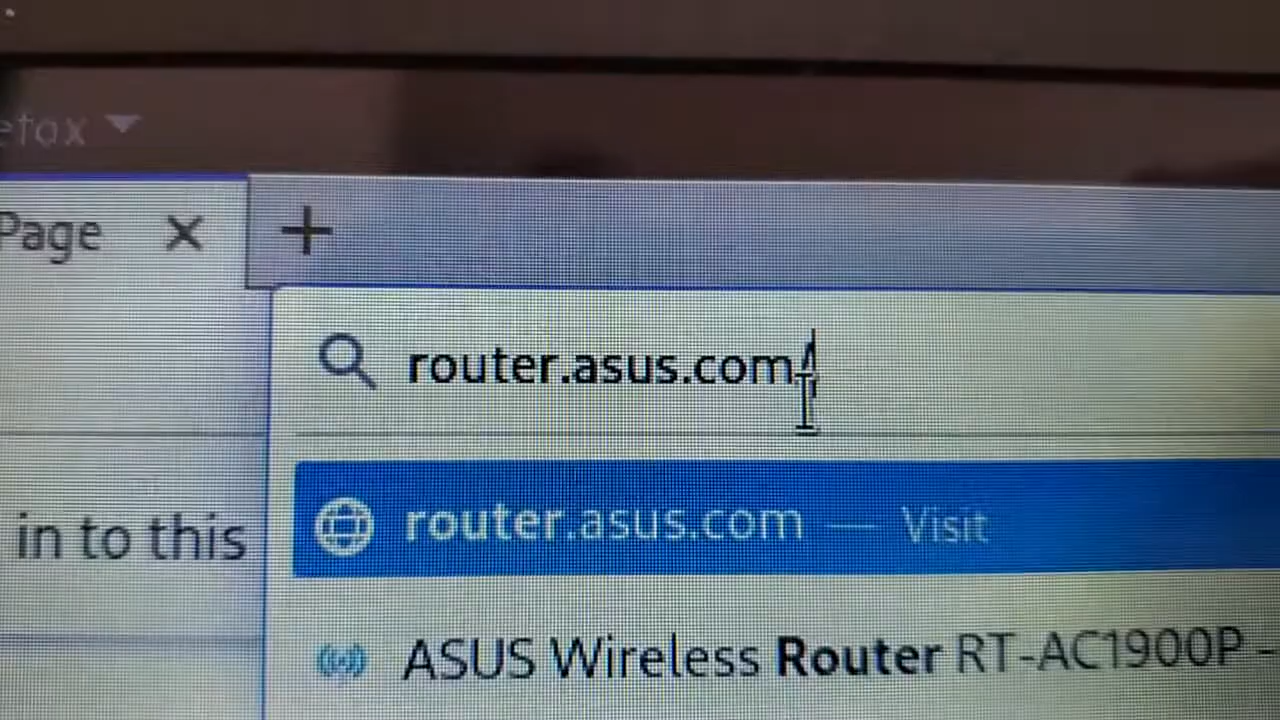 Page
router.asus.com/
in to this
router.asus.com — Visit
ASUS Wireless Router RT-AC1900P -